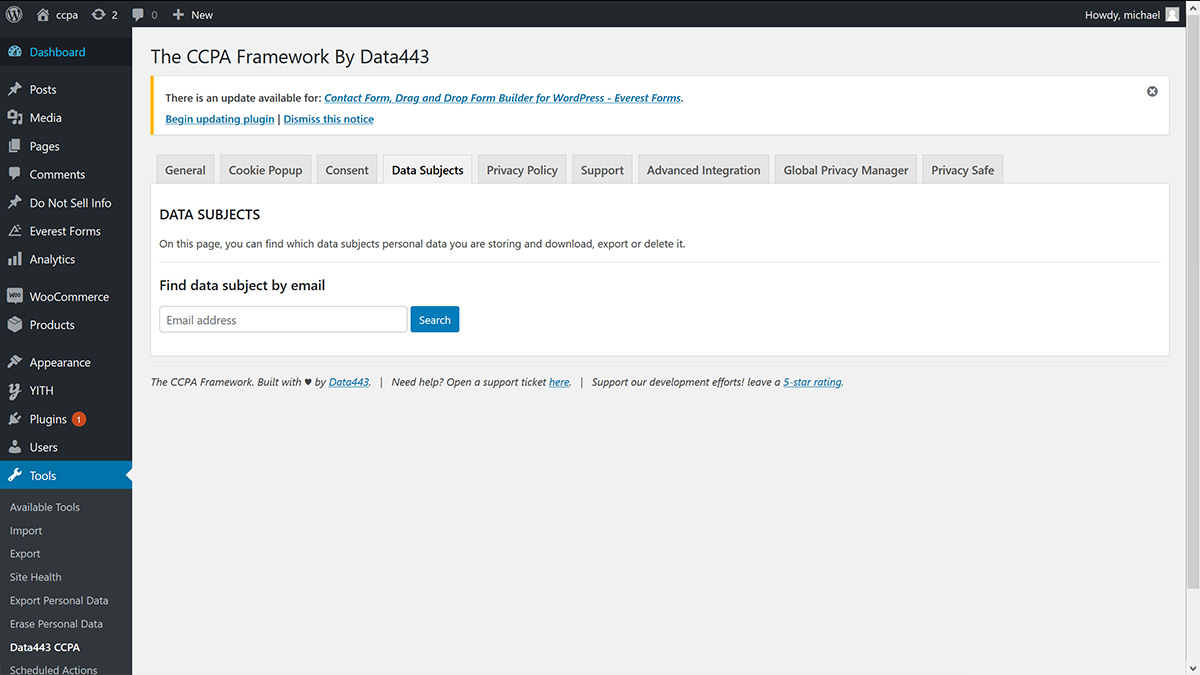 ccpa 2 0 New Howdy, michael
Dashboard
Posts
Media
Pages
Comments
Do Not Sell Info
Everest Forms
Analytics
WooCommerce
Products
Appearance
YITH
Plugins 1
Users
Tools
Available Tools
Import
Export
Site Health
Export Personal Data
Erase Personal Data
Data443 CCPA
Scheduled Actions
The CCPA Framework By Data443
There is an update available for: Contact Form, Drag and Drop Form Builder for WordPress - Everest Forms.
Begin updating plugin | Dismiss this notice
General Cookie Popup Consent Data Subjects Privacy Policy Support Advanced Integration Global Privacy Manager Privacy Safe
DATA SUBJECTS
On this page, you can find which data subjects personal data you are storing and download, export or delete it.
Find data subject by email
Email address Search
The CCPA Framework. Built with ♥ by Data443. | Need help? Open a support ticket here. | Support our development efforts! leave a 5-star rating.